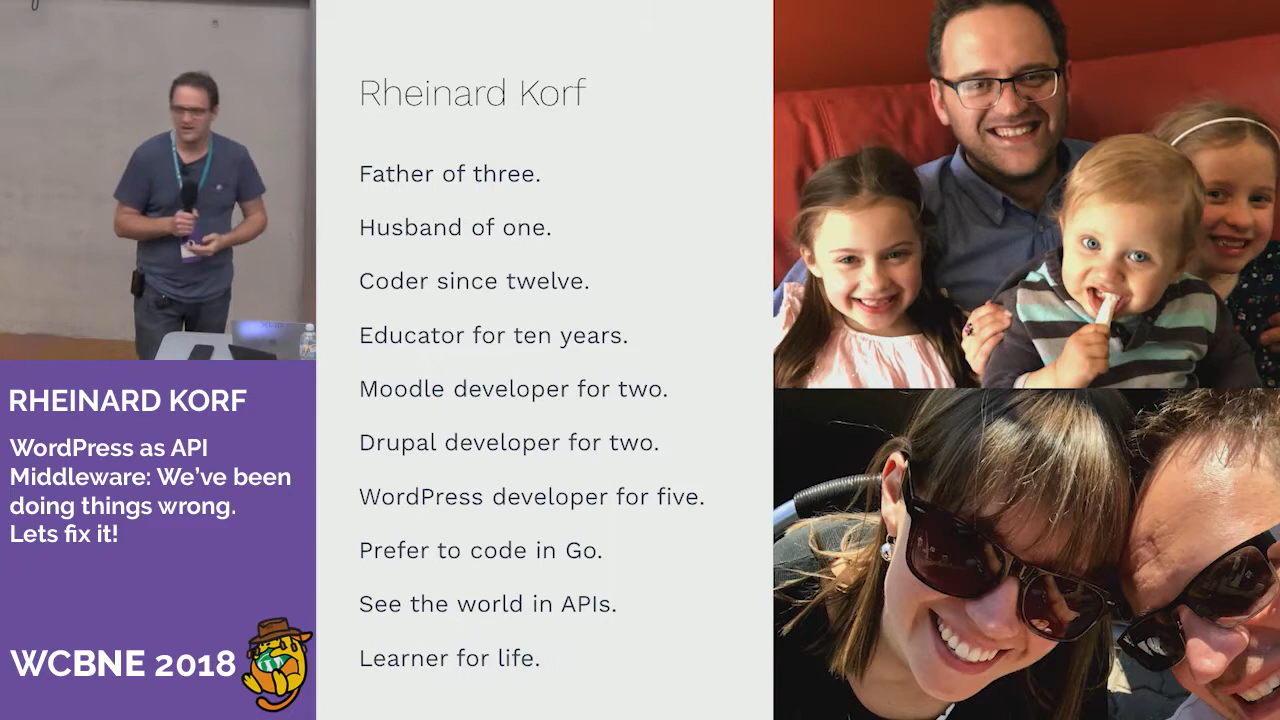 RHEINARD KORF
WordPress as API
Middleware: We've been
doing things wrong.
Lets fix it!
WCBNE 2018
Rheinard Korf
Father of three.
Husband of one.
Coder since twelve.
Educator for ten years.
Moodle developer for two.
Drupal developer for two.
WordPress developer for five.
Prefer to code in Go.
See the world in APIs.
Learner for life.